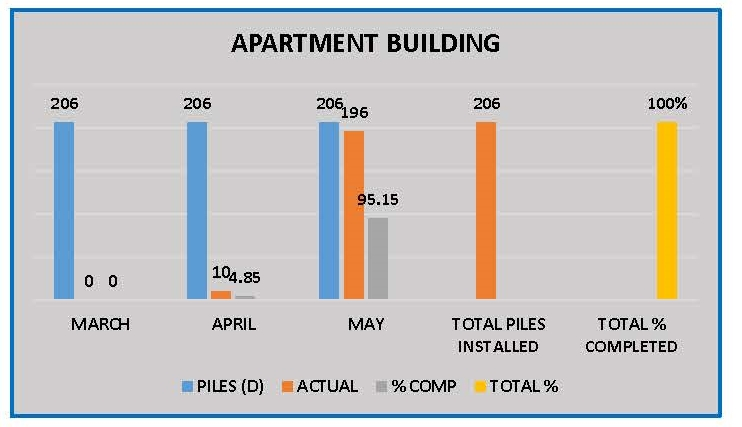 APARTMENT BUILDING
206 206 206 196 206 100%
95.15
0 0 10 4.85
MARCH APRIL MAY TOTAL PILES INSTALLED TOTAL % COMPLETED
PILES (D) ACTUAL % COMP TOTAL %